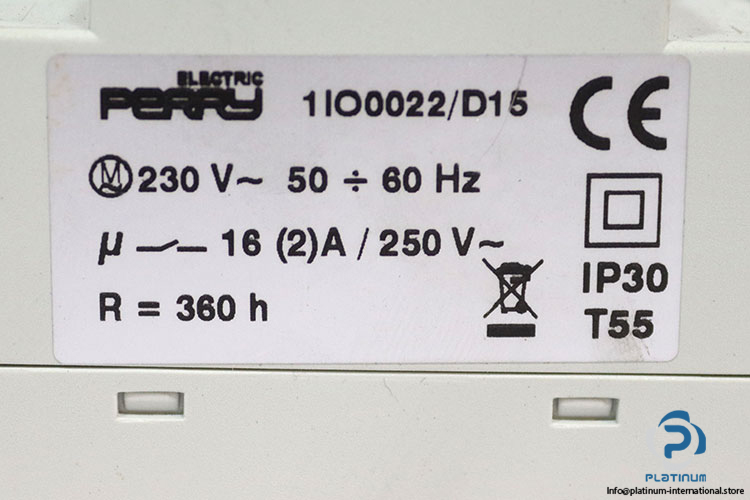 ELECTRIC
PERRY 1IO0022/D15
CE
M 230 V~ 50 ÷ 60 Hz
µ 16 (2)A / 250 V~
R = 360 h
IP30
T55
P
PLATINUM
Info@platinum-international.store